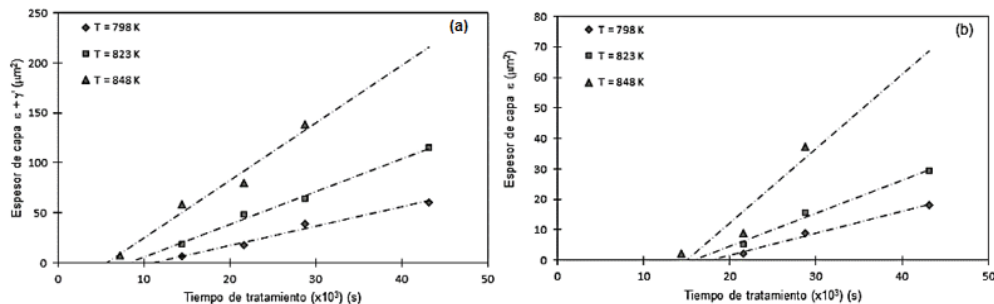 (a)
T = 798 K
T = 823 K
T = 848 K
Espesor de capa ε + γ' (μm²)
250
200
150
100
50
0
0 10 20 30 40 50
Tiempo de tratamiento (x10³) (s)
(b)
T = 798 K
T = 823 K
T = 848 K
Espesor de capa ε (μm²)
80
70
60
50
40
30
20
10
0
0 10 20 30 40 50
Tiempo de tratamiento (x10³) (s)